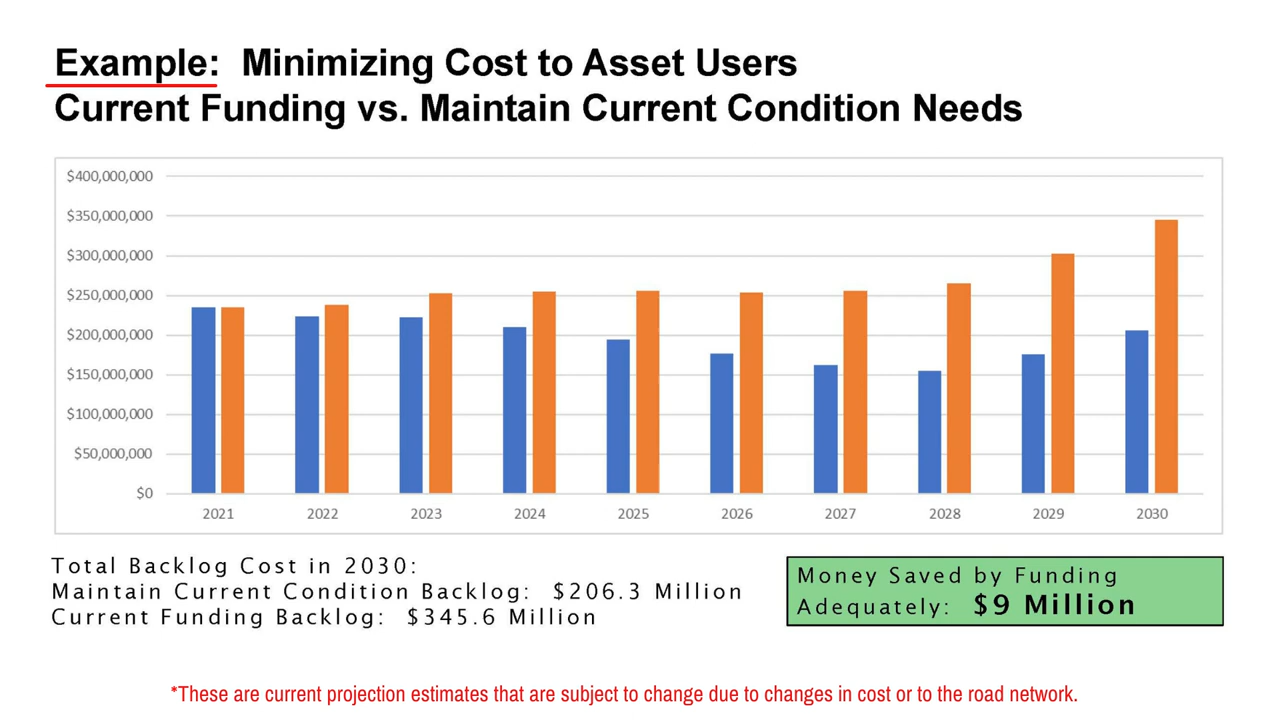 Example: Minimizing Cost to Asset Users
Current Funding vs. Maintain Current Condition Needs
$400,000,000
$350,000,000
$300,000,000
$250,000,000
$200,000,000
$150,000,000
$100,000,000
$50,000,000
$0
2021 2022 2023 2024 2025 2026 2027 2028 2029 2030
Total Backlog Cost in 2030:
Maintain Current Condition Backlog: $206.3 Million
Current Funding Backlog: $345.6 Million
Money Saved by Funding
Adequately: $9 Million
*These are current projection estimates that are subject to change due to changes in cost or to the road network.